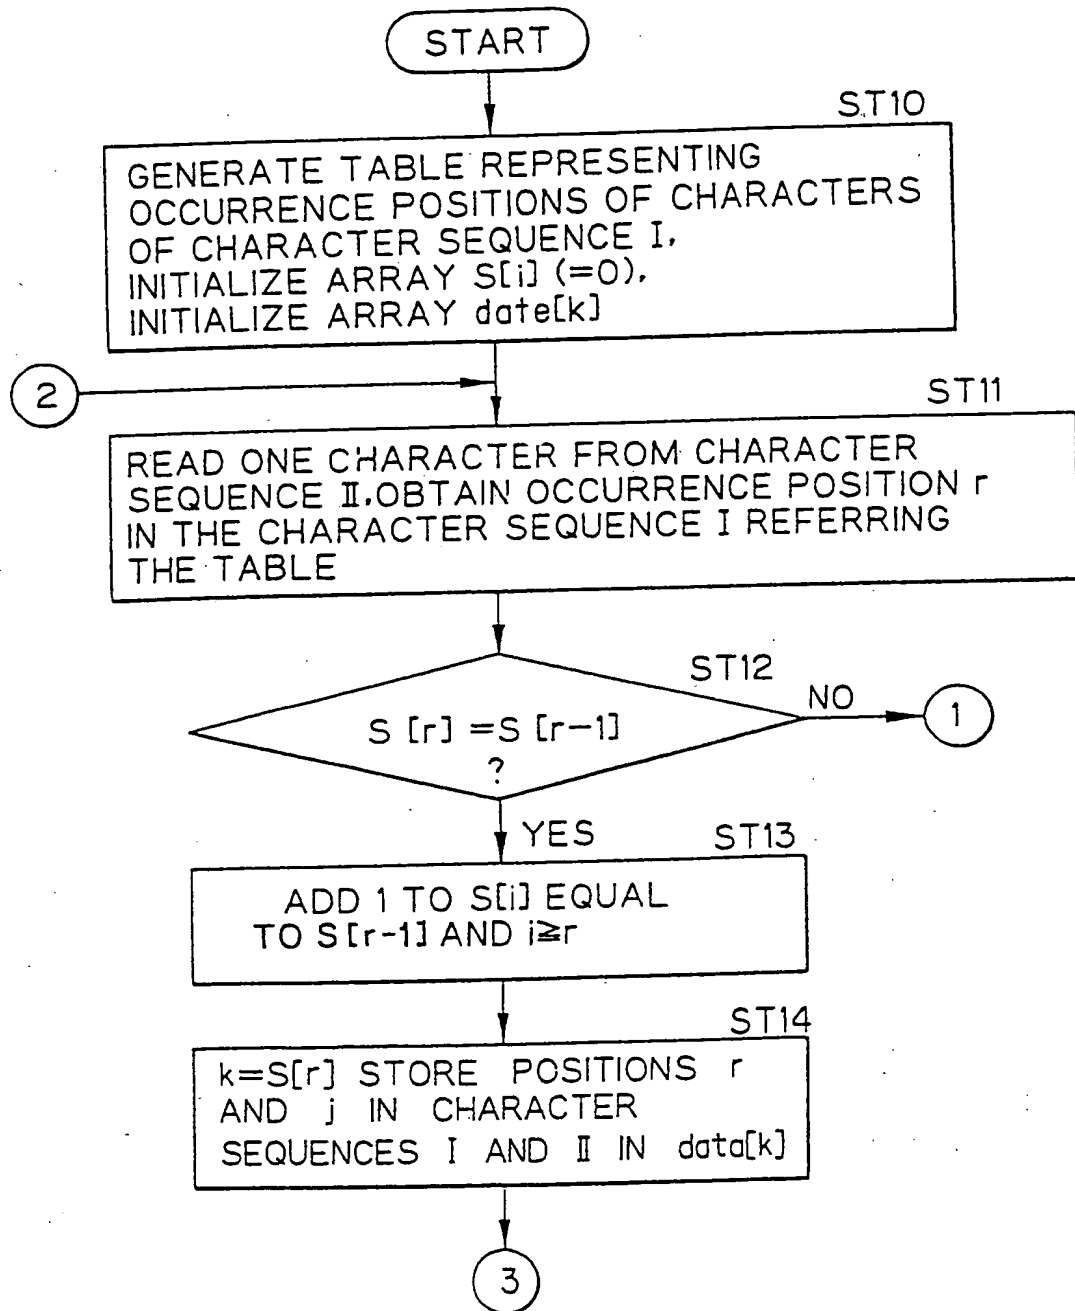 START
ST10
GENERATE TABLE REPRESENTING
OCCURRENCE POSITIONS OF CHARACTERS
OF CHARACTER SEQUENCE I.
INITIALIZE ARRAY S[i] (=0).
INITIALIZE ARRAY date[k]
2
ST11
READ ONE CHARACTER FROM CHARACTER
SEQUENCE II.OBTAIN OCCURRENCE POSITION r
IN THE CHARACTER SEQUENCE I REFERRING
THE TABLE
ST12
S [r] =S [r-1]
?
NO
1
YES
ST13
ADD 1 TO S[i] EQUAL
TO S[r-1] AND i≧r
ST14
k=S[r] STORE POSITIONS r
AND j IN CHARACTER
SEQUENCES I AND II IN data[k]
3